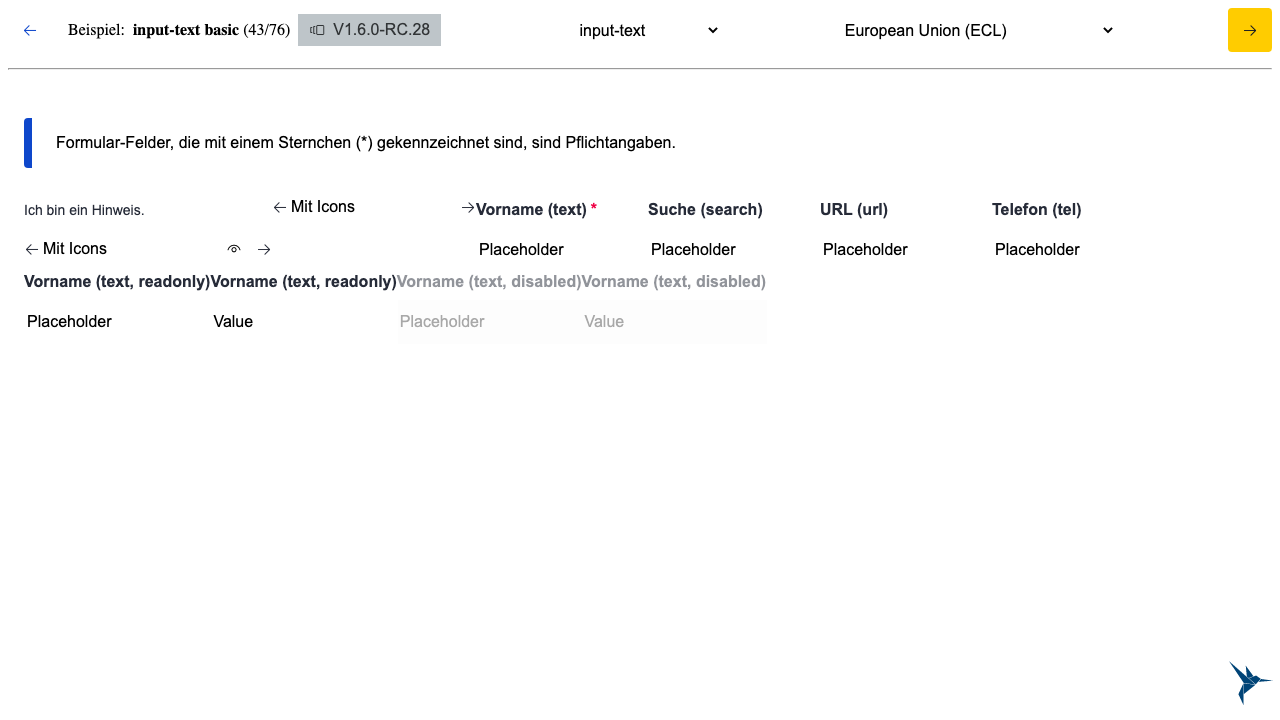 Beispiel: input-text basic (43/76) V1.6.0-RC.28 input-text European Union (ECL)
Formular-Felder, die mit einem Sternchen (*) gekennzeichnet sind, sind Pflichtangaben.
Ich bin ein Hinweis. Mit Icons Vorname (text) * Suche (search) URL (url) Telefon (tel)
Mit Icons Placeholder Placeholder Placeholder Placeholder
Vorname (text, readonly) Vorname (text, readonly) Vorname (text, disabled) Vorname (text, disabled)
Placeholder Value Placeholder Value